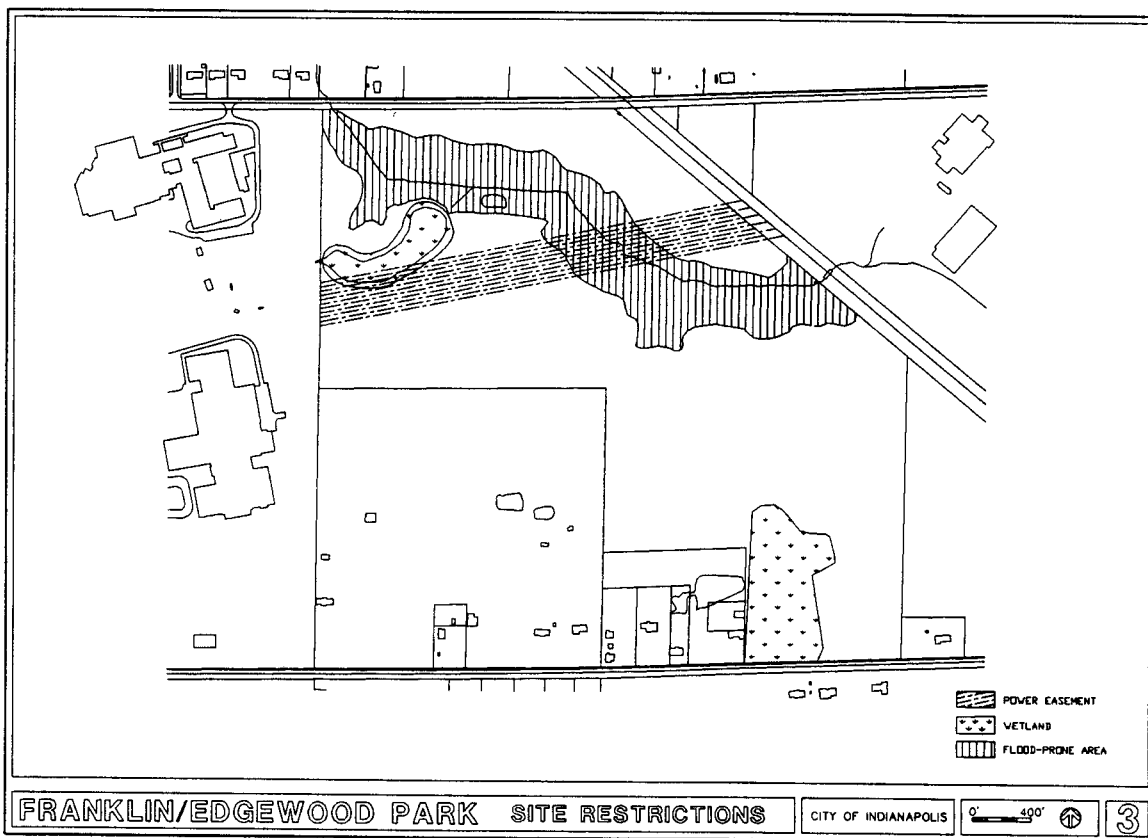 POWER EASEMENT
WETLAND
FLOOD-PRONE AREA
FRANKLIN/EDGEWOOD PARK SITE RESTRICTIONS
CITY OF INDIANAPOLIS
0' 400'
3